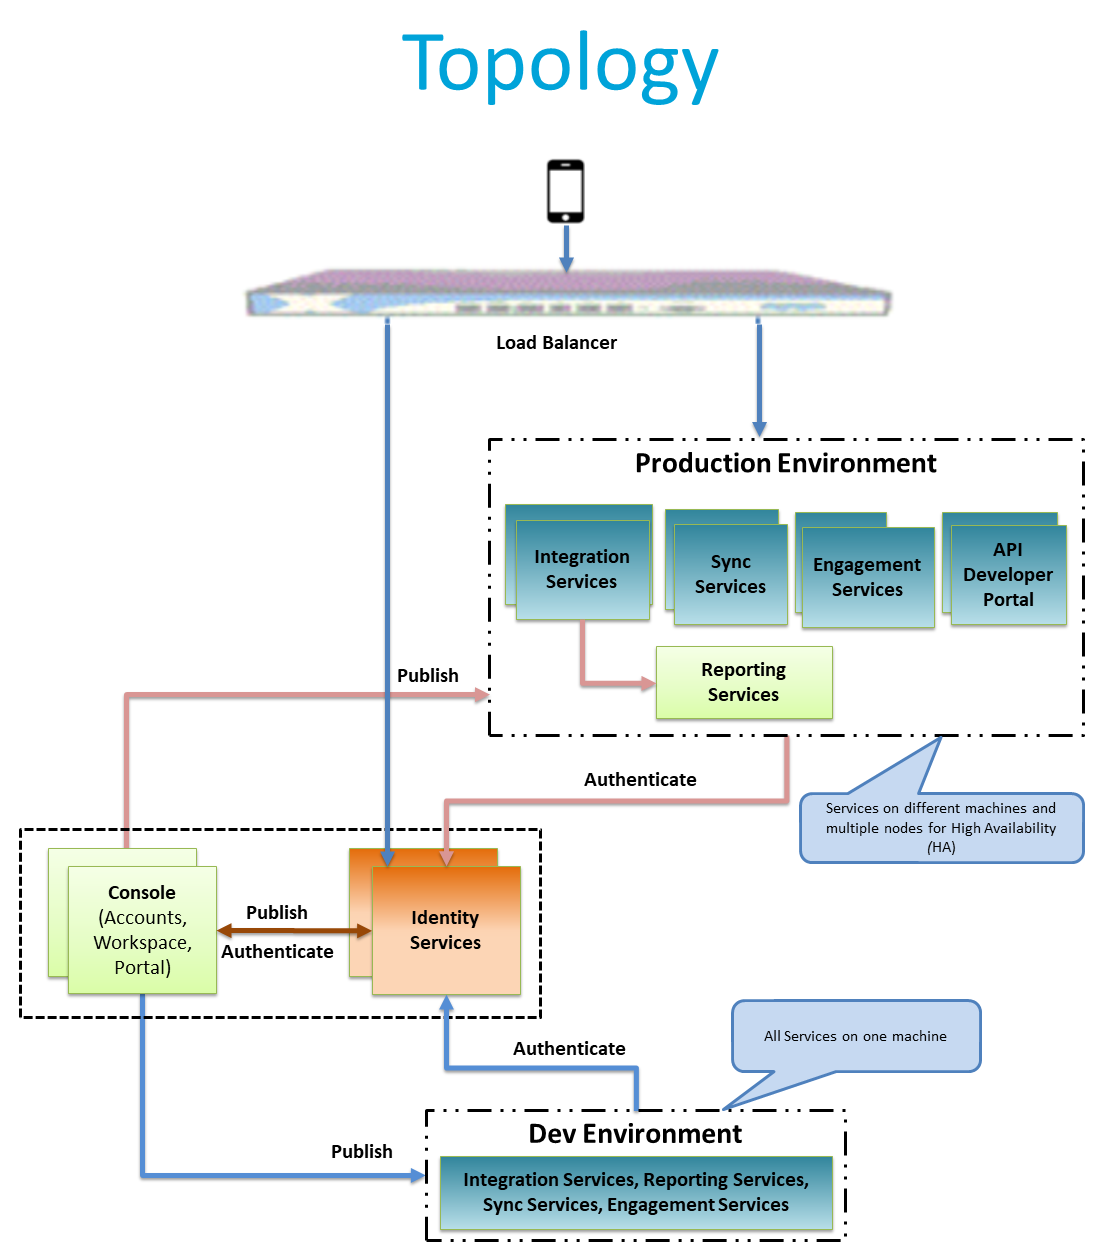 Topology
Load Balancer
Production Environment
Integration
Services
Sync
Services
Engagement
Services
API
Developer
Portal
Reporting
Services
Publish
Authenticate
Services on different machines and
multiple nodes for High Availability
(HA)
Console
(Accounts,
Workspace,
Portal)
Publish
Authenticate
Identity
Services
All Services on one machine
Authenticate
Dev Environment
Publish
Integration Services, Reporting Services,
Sync Services, Engagement Services